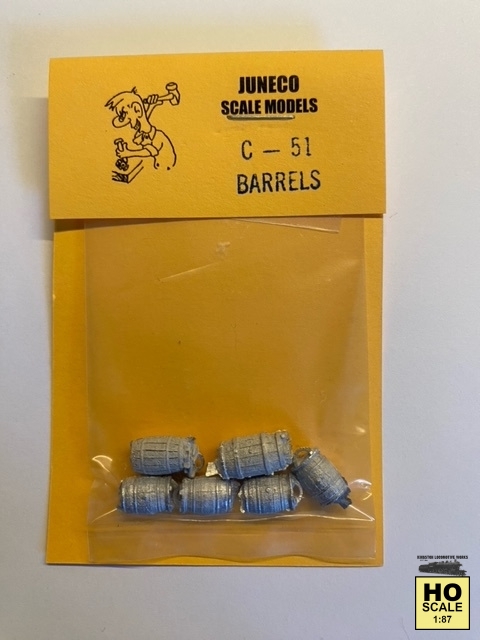 JUNECO
SCALE MODELS
C - 51
BARRELS
HO
SCALE
1:87